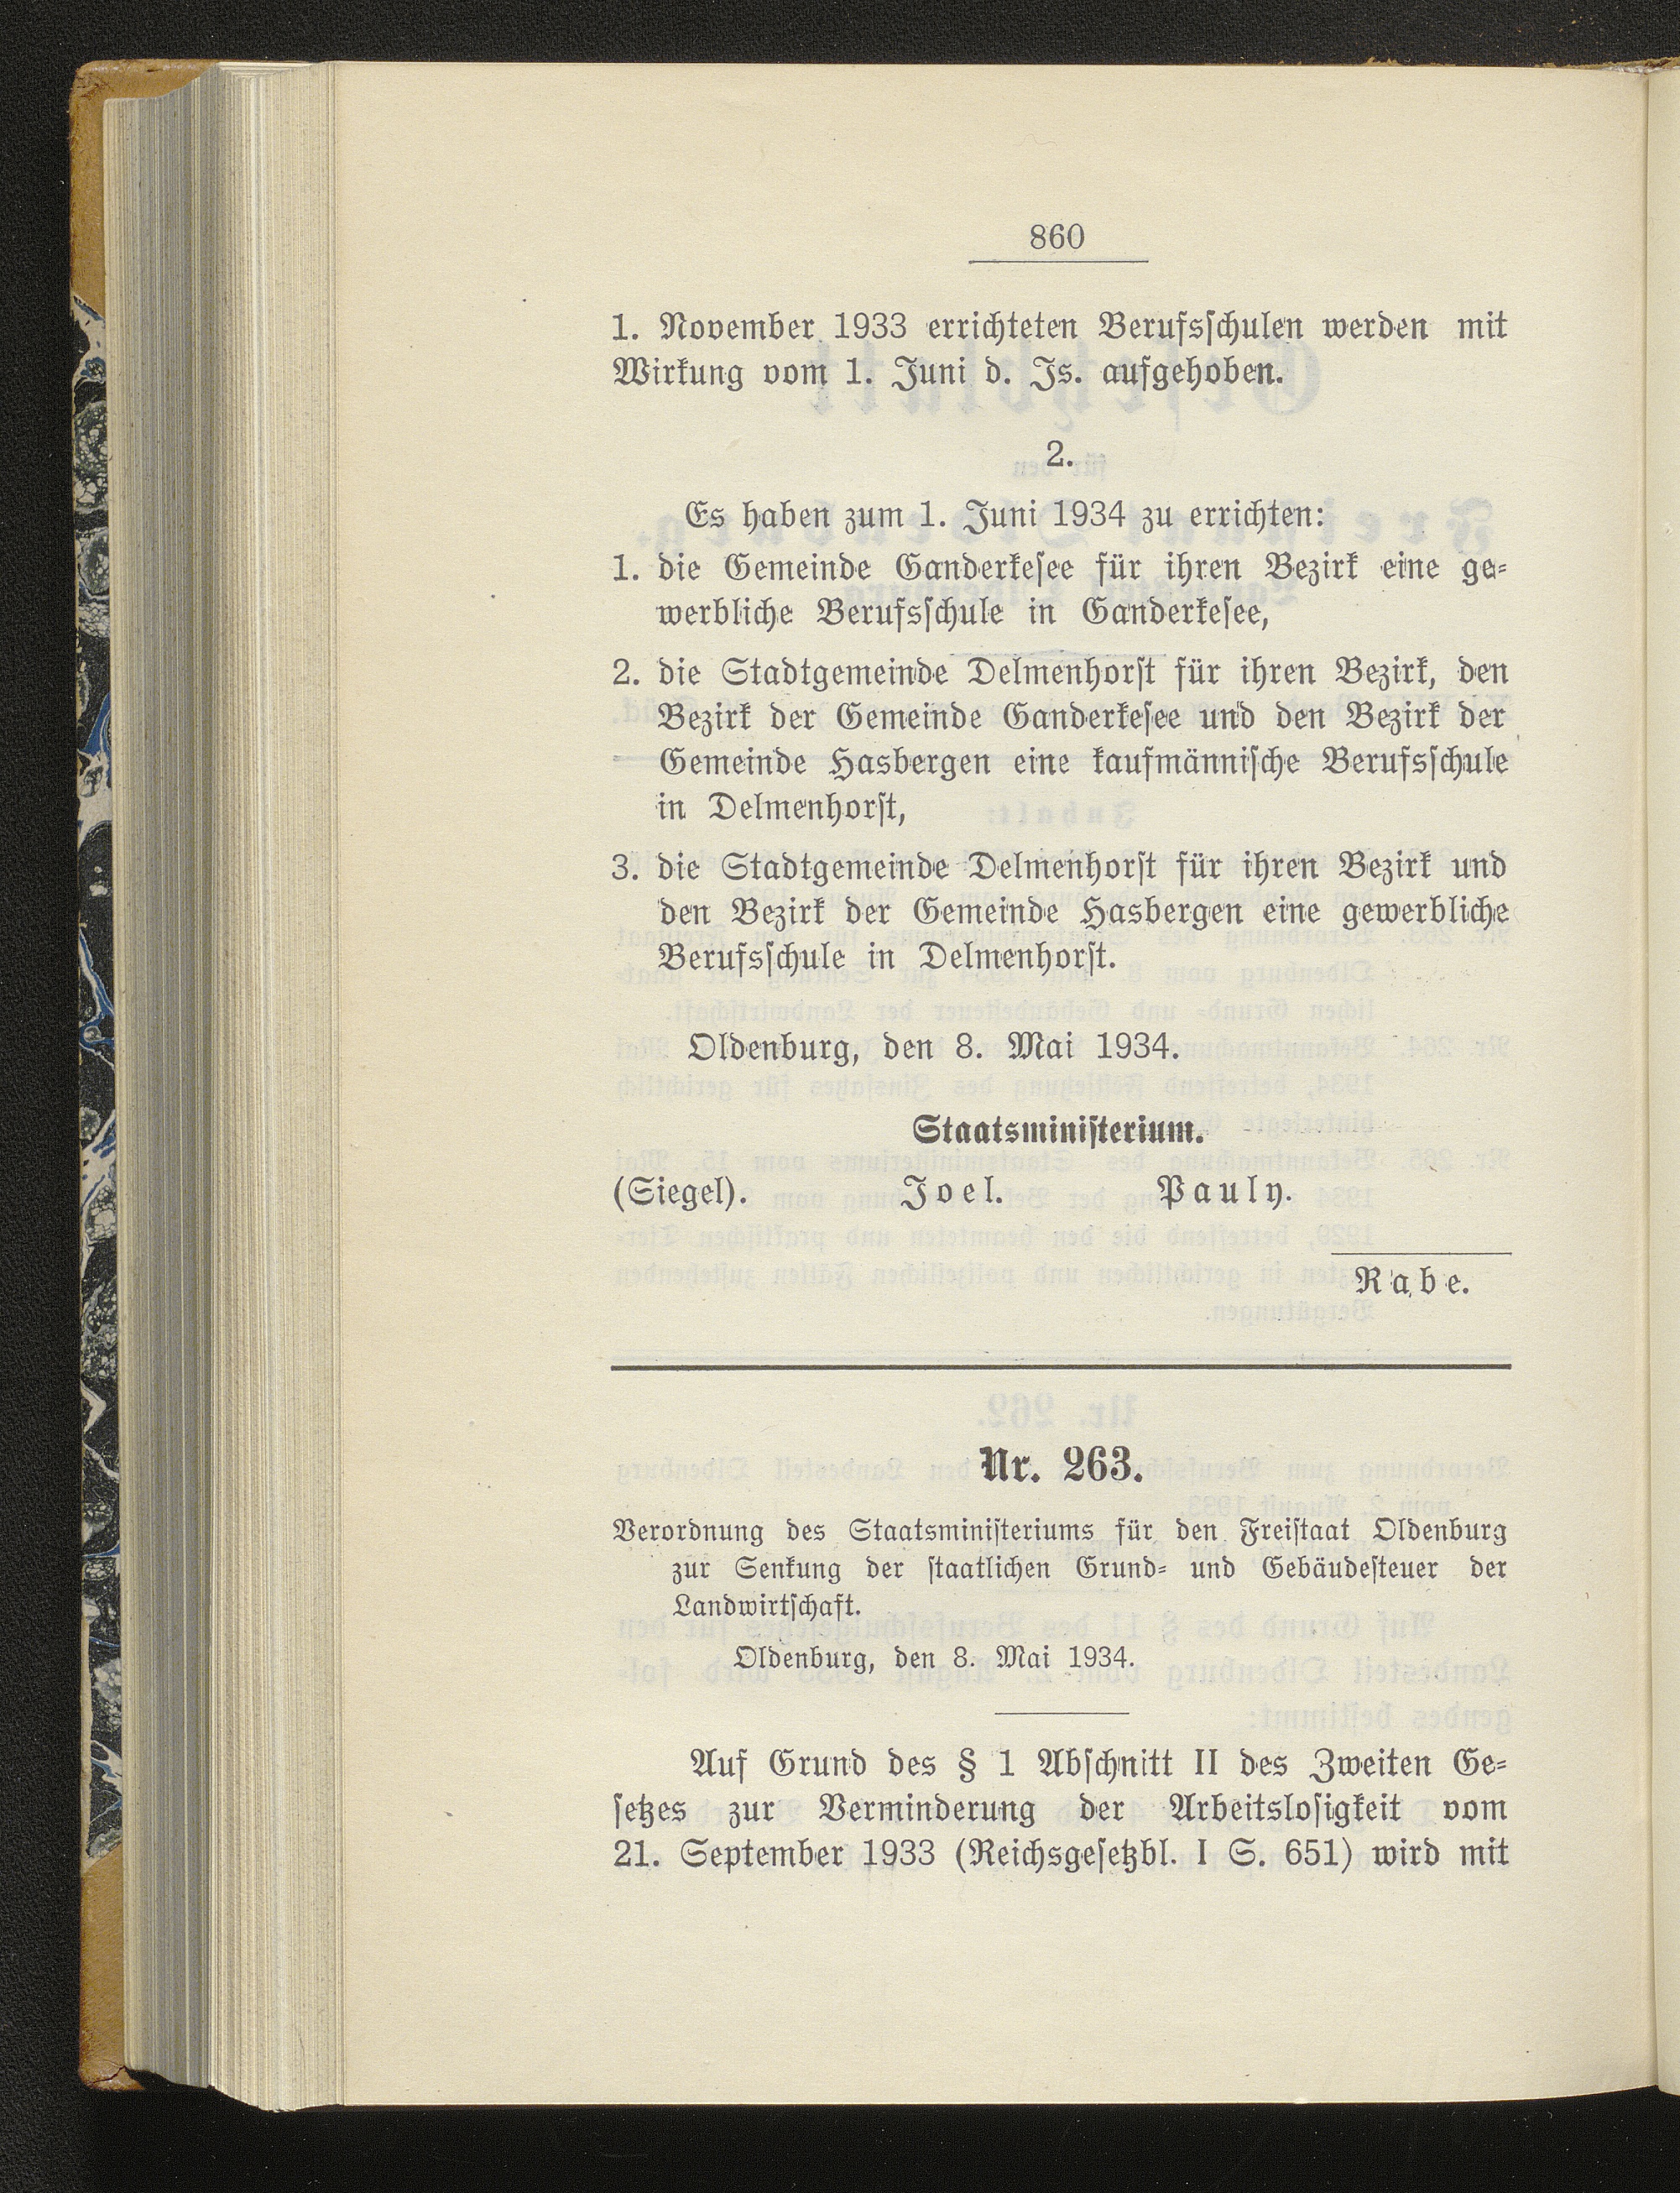 860
1. November 1933 errichteten Berufsschulen werden mit
Wirkung vom 1. Juni d. Js. aufgehoben.
2.
Es haben zum 1. Juni 1934 zu errichten:
1. die Gemeinde Ganderkesee für ihren Bezirk eine ge-
werbliche Berufsschule in Ganderkesee,
2. die Stadtgemeinde Delmenhorst für ihren Bezirk, den
Bezirk der Gemeinde Ganderkesee und den Bezirk der
Gemeinde Hasbergen eine kaufmännische Berufsschule
in Delmenhorst,
3. die Stadtgemeinde Delmenhorst für ihren Bezirk und
den Bezirk der Gemeinde Hasbergen eine gewerbliche
Berufsschule in Delmenhorst.
Oldenburg, den 8. Mai 1934.
Staatsministerium.
(Siegel). Joel. Pauly.
Rabe.
Nr. 263.
Verordnung des Staatsministeriums für den Freistaat Oldenburg
zur Senkung der staatlichen Grund- und Gebäudesteuer der
Landwirtschaft.
Oldenburg, den 8. Mai 1934.
Auf Grund des § 1 Abschnitt II des Zweiten Ge-
setzes zur Verminderung der Arbeitslosigkeit vom
21. September 1933 (Reichsgesetzbl. I S. 651) wird mit